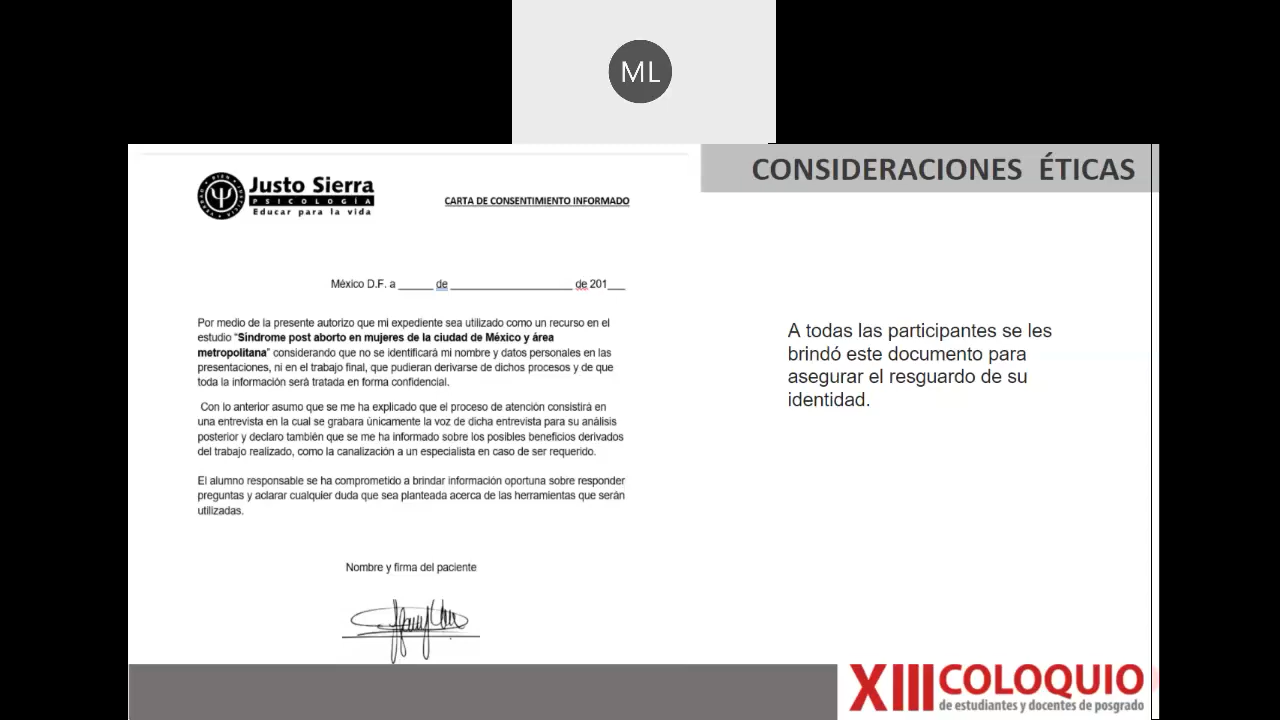 ML
CONSIDERACIONES ÉTICAS
Justo Sierra
PSICOLOGÍA
Educar para la vida
CARTA DE CONSENTIMIENTO INFORMADO
México D.F. a ______ de ____________________ de 201___
Por medio de la presente autorizo que mi expediente sea utilizado como un recurso en el
estudio “Síndrome post aborto en mujeres de la ciudad de México y área
metropolitana” considerando que no se identificará mi nombre y datos personales en las
presentaciones, ni en el trabajo final, que pudieran derivarse de dichos procesos y de que
toda la información será tratada en forma confidencial.
Con lo anterior asumo que se me ha explicado que el proceso de atención consistirá en
una entrevista en la cual se grabara únicamente la voz de dicha entrevista para su análisis
posterior y declaro también que se me ha informado sobre los posibles beneficios derivados
del trabajo realizado, como la canalización a un especialista en caso de ser requerido.
El alumno responsable se ha comprometido a brindar información oportuna sobre responder
preguntas y aclarar cualquier duda que sea planteada acerca de las herramientas que serán
utilizadas.
Nombre y firma del paciente
A todas las participantes se les
brindó este documento para
asegurar el resguardo de su
identidad.
XIII COLOQUIO
de estudiantes y docentes de posgrado